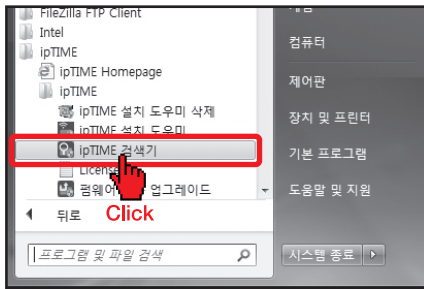 FileZilla FTP Client
Intel
ipTIME
ipTIME Homepage
ipTIME
ipTIME 설치 도우미 삭제
ipTIME 설치 도우미
ipTIME 검색기
License
펌웨어 업그레이드
뒤로
Click
프로그램 및 파일 검색
컴퓨터
제어판
장치 및 프린터
기본 프로그램
도움말 및 지원
시스템 종료